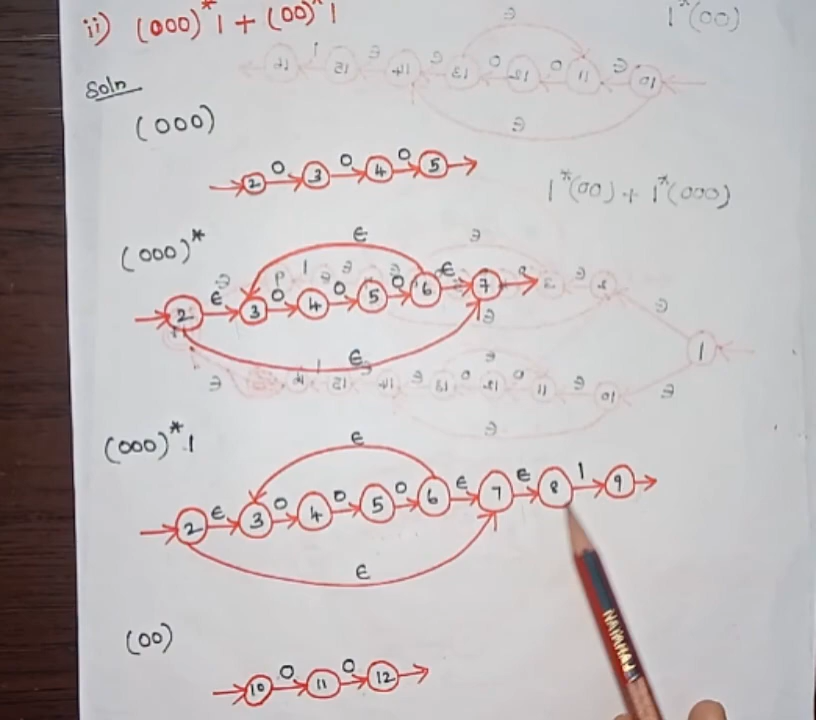 ii) (000)*1 + (00)*1
Soln
(000)
2 0 3 0 4 0 5
(000)*
2 ϵ 3 0 4 0 5 0 6 ϵ 7
ϵ
ϵ
(000)*.1
2 ϵ 3 0 4 0 5 0 6 ϵ 7 ϵ 8 1 9
ϵ
ϵ
(00)
10 0 11 0 12
1*(00)
1*(00) + 1*(000)
NATARAJ